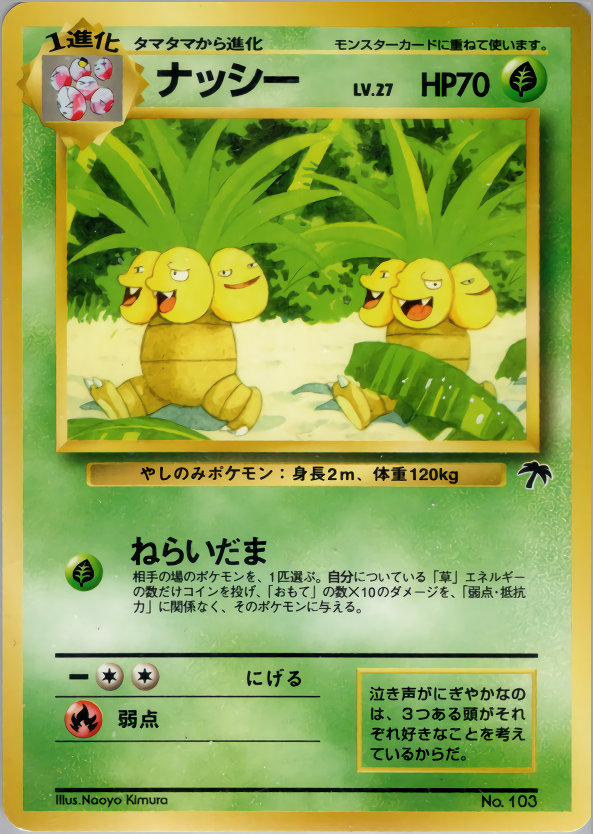 1進化
タマタマから進化
モンスターカードに重ねて使います。
ナッシー
LV.27
HP70
やしのみポケモン：身長2m、体重120kg
ねらいだま
相手の場のポケモンを、1匹選ぶ。自分についている「草」エネルギー
の数だけコインを投げ、「おもて」の数×10のダメージを、「弱点・抵抗
力」に関係なく、そのポケモンに与える。
ー
にげる
弱点
泣き声がにぎやかなの
は、3つある頭がそれ
ぞれ好きなことを考え
ているからだ。
Illus.Naoyo Kimura
No. 103